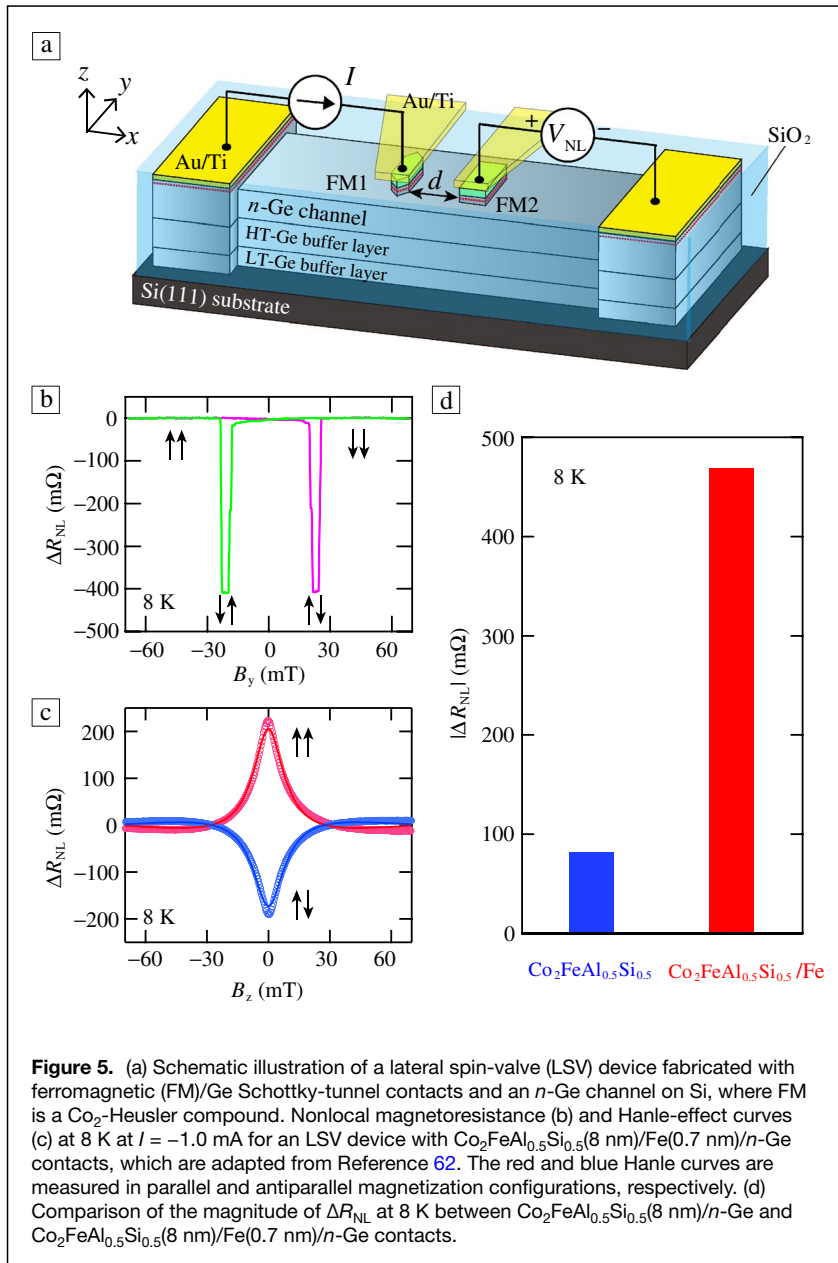 a
z
y
x
I
Au/Ti
+
V_NL
−
SiO₂
Au/Ti
FM1
d
FM2
n-Ge channel
HT-Ge buffer layer
LT-Ge buffer layer
Si(111) substrate
b
0
−100
−200
−300
−400
−500
ΔR_NL (mΩ)
↑↑
↓↓
8 K
↓↑
↑↓
−60
−30
0
30
60
B_y (mT)
c
200
100
0
−100
−200
ΔR_NL (mΩ)
↑↑
↑↓
8 K
−60
−30
0
30
60
B_z (mT)
d
500
400
300
200
100
0
|ΔR_NL| (mΩ)
8 K
Co₂FeAl₀.₅Si₀.₅
Co₂FeAl₀.₅Si₀.₅/Fe
Figure 5. (a) Schematic illustration of a lateral spin-valve (LSV) device fabricated with
ferromagnetic (FM)/Ge Schottky-tunnel contacts and an n-Ge channel on Si, where FM
is a Co₂-Heusler compound. Nonlocal magnetoresistance (b) and Hanle-effect curves
(c) at 8 K at I = −1.0 mA for an LSV device with Co₂FeAl₀.₅Si₀.₅(8 nm)/Fe(0.7 nm)/n-Ge
contacts, which are adapted from Reference 62. The red and blue Hanle curves are
measured in parallel and antiparallel magnetization configurations, respectively. (d)
Comparison of the magnitude of ΔR_NL at 8 K between Co₂FeAl₀.₅Si₀.₅(8 nm)/n-Ge and
Co₂FeAl₀.₅Si₀.₅(8 nm)/Fe(0.7 nm)/n-Ge contacts.